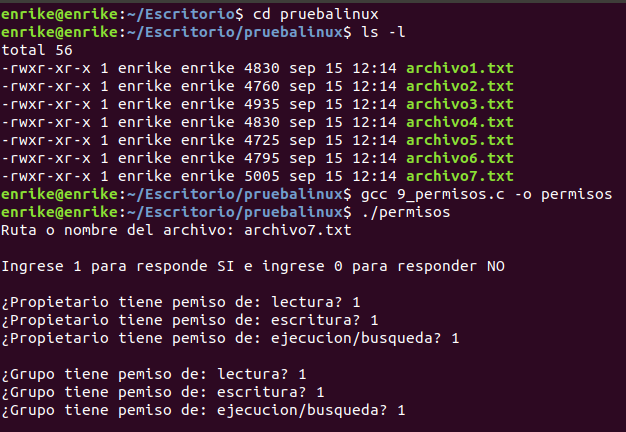 enrike@enrike:~/Escritorio$ cd pruebalinux
enrike@enrike:~/Escritorio/pruebalinux$ ls -l
total 56
-rwxr-xr-x 1 enrike enrike 4830 sep 15 12:14 archivo1.txt
-rwxr-xr-x 1 enrike enrike 4760 sep 15 12:14 archivo2.txt
-rwxr-xr-x 1 enrike enrike 4935 sep 15 12:14 archivo3.txt
-rwxr-xr-x 1 enrike enrike 4830 sep 15 12:14 archivo4.txt
-rwxr-xr-x 1 enrike enrike 4725 sep 15 12:14 archivo5.txt
-rwxr-xr-x 1 enrike enrike 4795 sep 15 12:14 archivo6.txt
-rwxr-xr-x 1 enrike enrike 5005 sep 15 12:14 archivo7.txt
enrike@enrike:~/Escritorio/pruebalinux$ gcc 9_permisos.c -o permisos
enrike@enrike:~/Escritorio/pruebalinux$ ./permisos
Ruta o nombre del archivo: archivo7.txt
Ingrese 1 para responde SI e ingrese 0 para responder NO
¿Propietario tiene pemiso de: lectura? 1
¿Propietario tiene pemiso de: escritura? 1
¿Propietario tiene pemiso de: ejecucion/busqueda? 1
¿Grupo tiene pemiso de: lectura? 1
¿Grupo tiene pemiso de: escritura? 1
¿Grupo tiene pemiso de: ejecucion/busqueda? 1